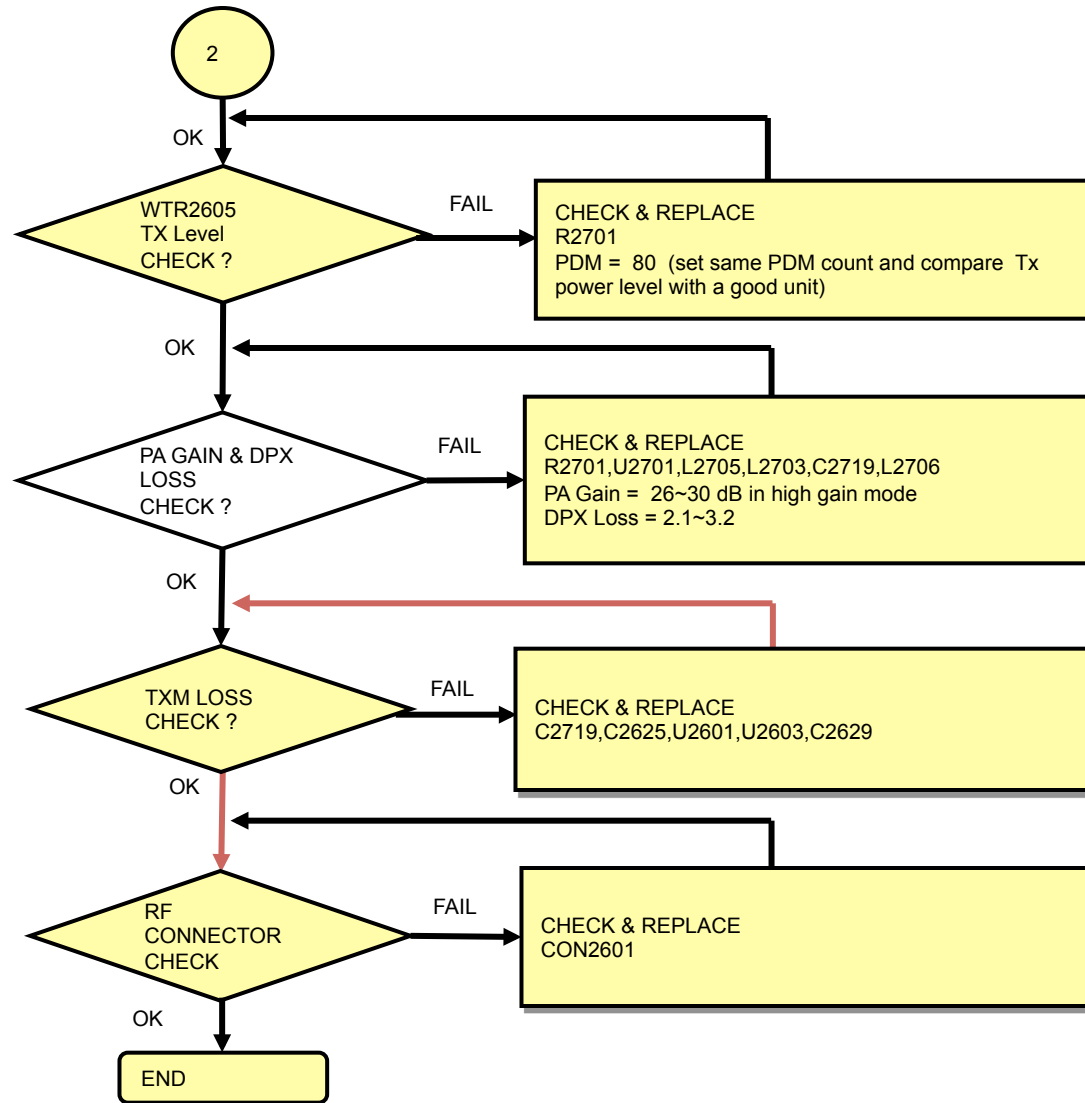 2
OK
WTR2605
TX Level
CHECK ?
FAIL
CHECK & REPLACE
R2701
PDM =  80  (set same PDM count and compare  Tx
power level with a good unit)
OK
PA GAIN & DPX
LOSS
CHECK ?
FAIL
CHECK & REPLACE
R2701,U2701,L2705,L2703,C2719,L2706
PA Gain =  26~30 dB in high gain mode
DPX Loss = 2.1~3.2
OK
TXM LOSS
CHECK ?
FAIL
CHECK & REPLACE
C2719,C2625,U2601,U2603,C2629
OK
RF
CONNECTOR
CHECK
FAIL
CHECK & REPLACE
CON2601
OK
END